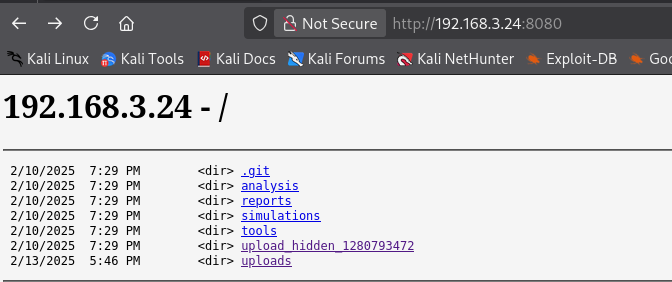 Not Secure http://192.168.3.24:8080
Kali Linux Kali Tools Kali Docs Kali Forums Kali NetHunter Exploit-DB Goo
192.168.3.24 - /
2/10/2025 7:29 PM <dir> .git
2/10/2025 7:29 PM <dir> analysis
2/10/2025 7:29 PM <dir> reports
2/10/2025 7:29 PM <dir> simulations
2/10/2025 7:29 PM <dir> tools
2/10/2025 7:29 PM <dir> upload_hidden_1280793472
2/13/2025 5:46 PM <dir> uploads